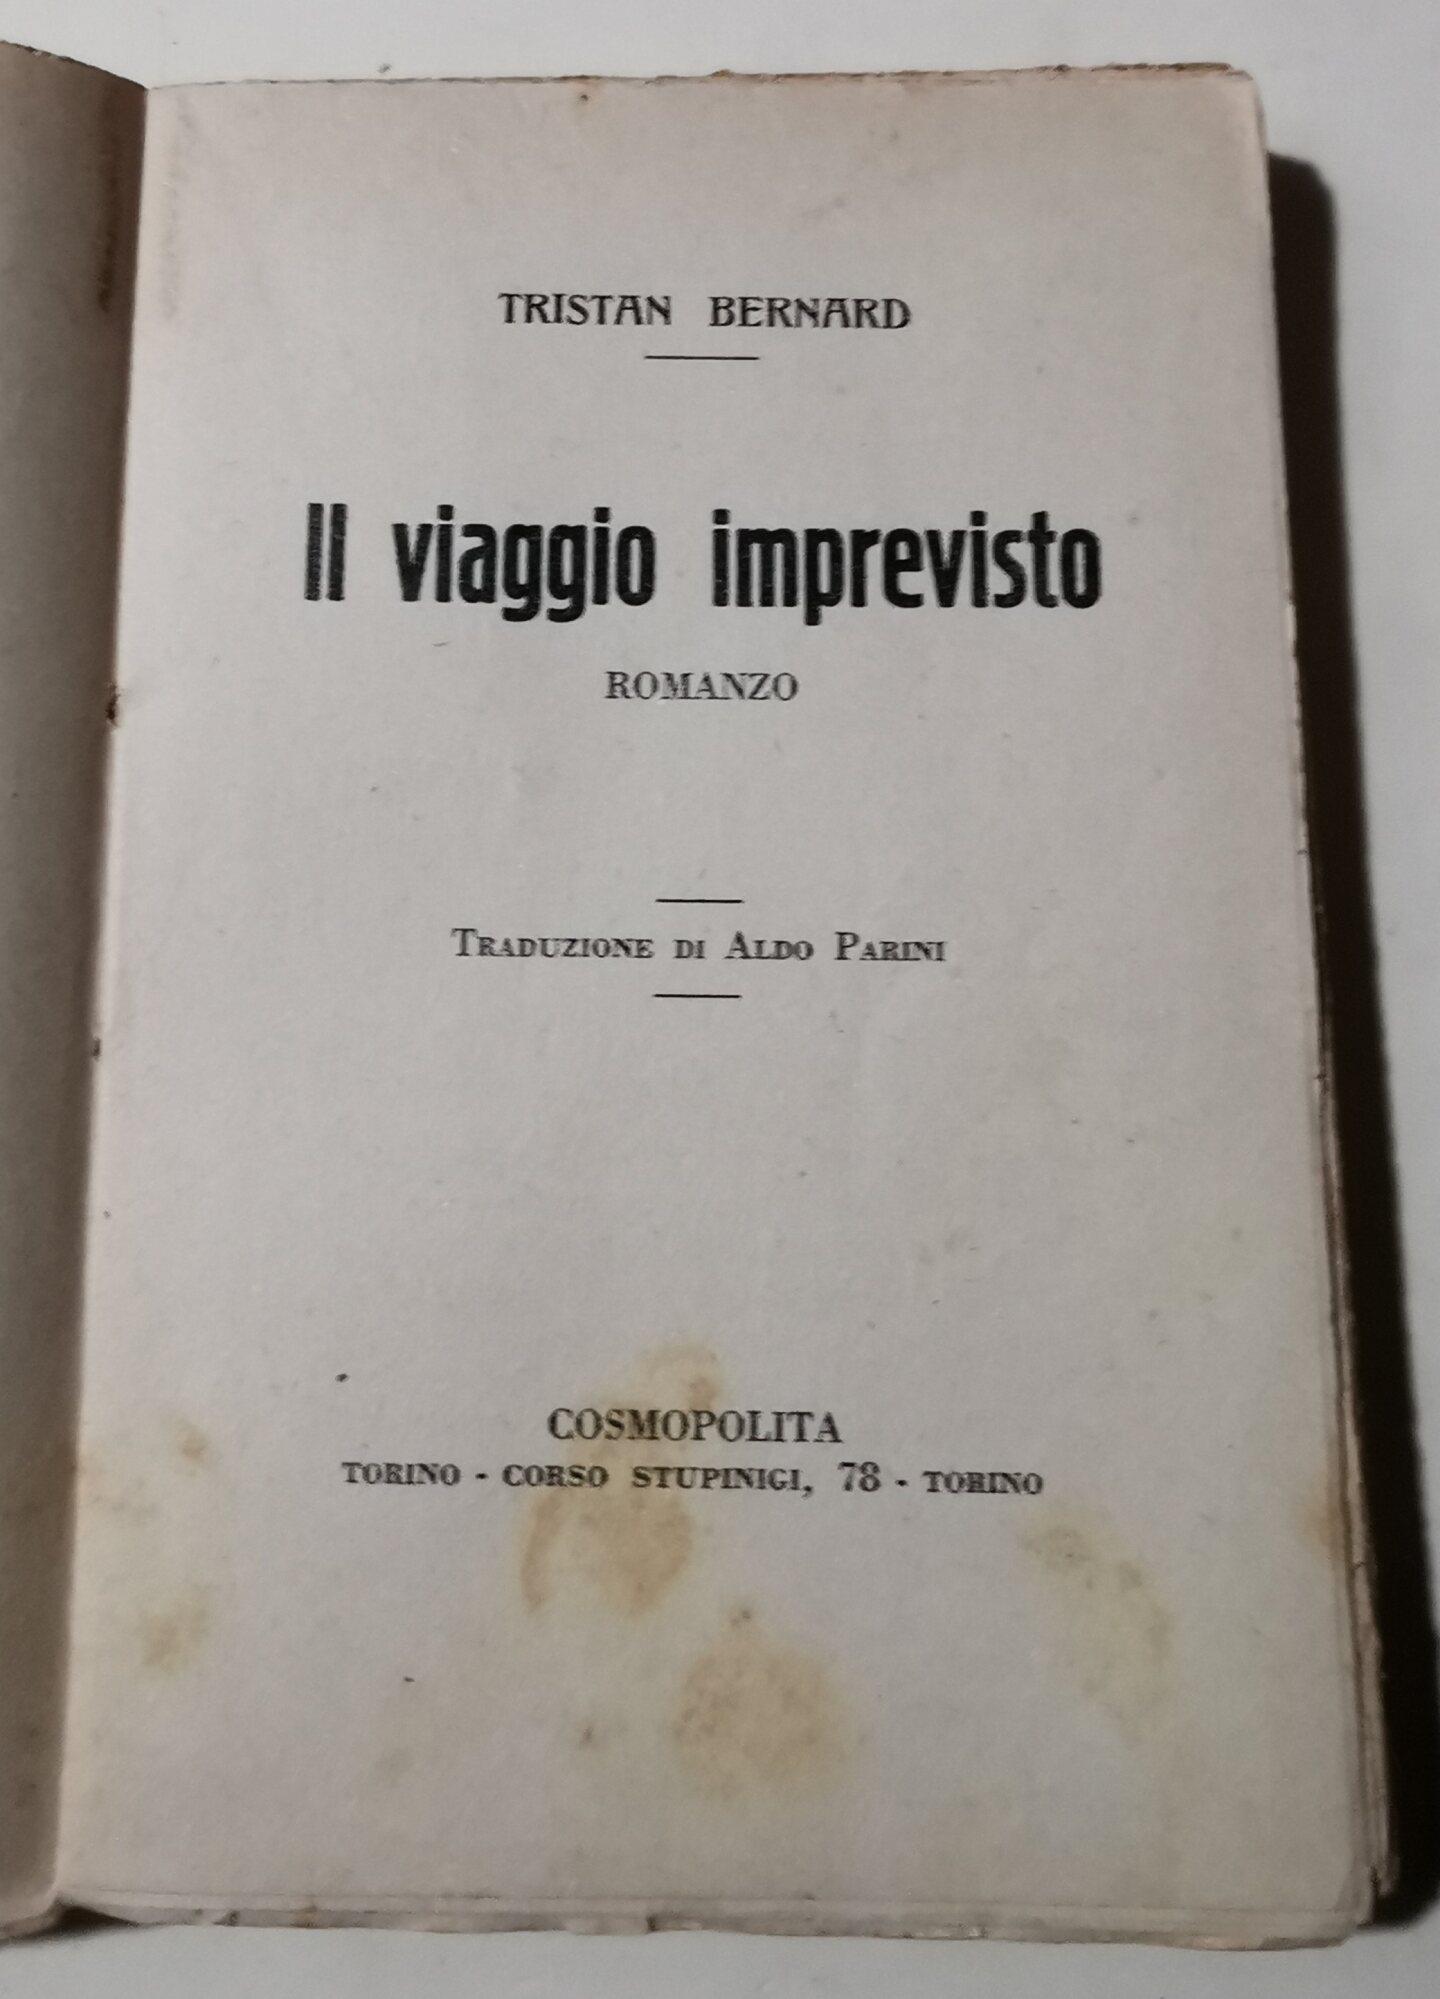 TRISTAN BERNARD
Il viaggio imprevisto
ROMANZO
TRADUZIONE DI ALDO PARINI
COSMOPOLITA
TORINO - CORSO STUPINIGI, 78 - TORINO